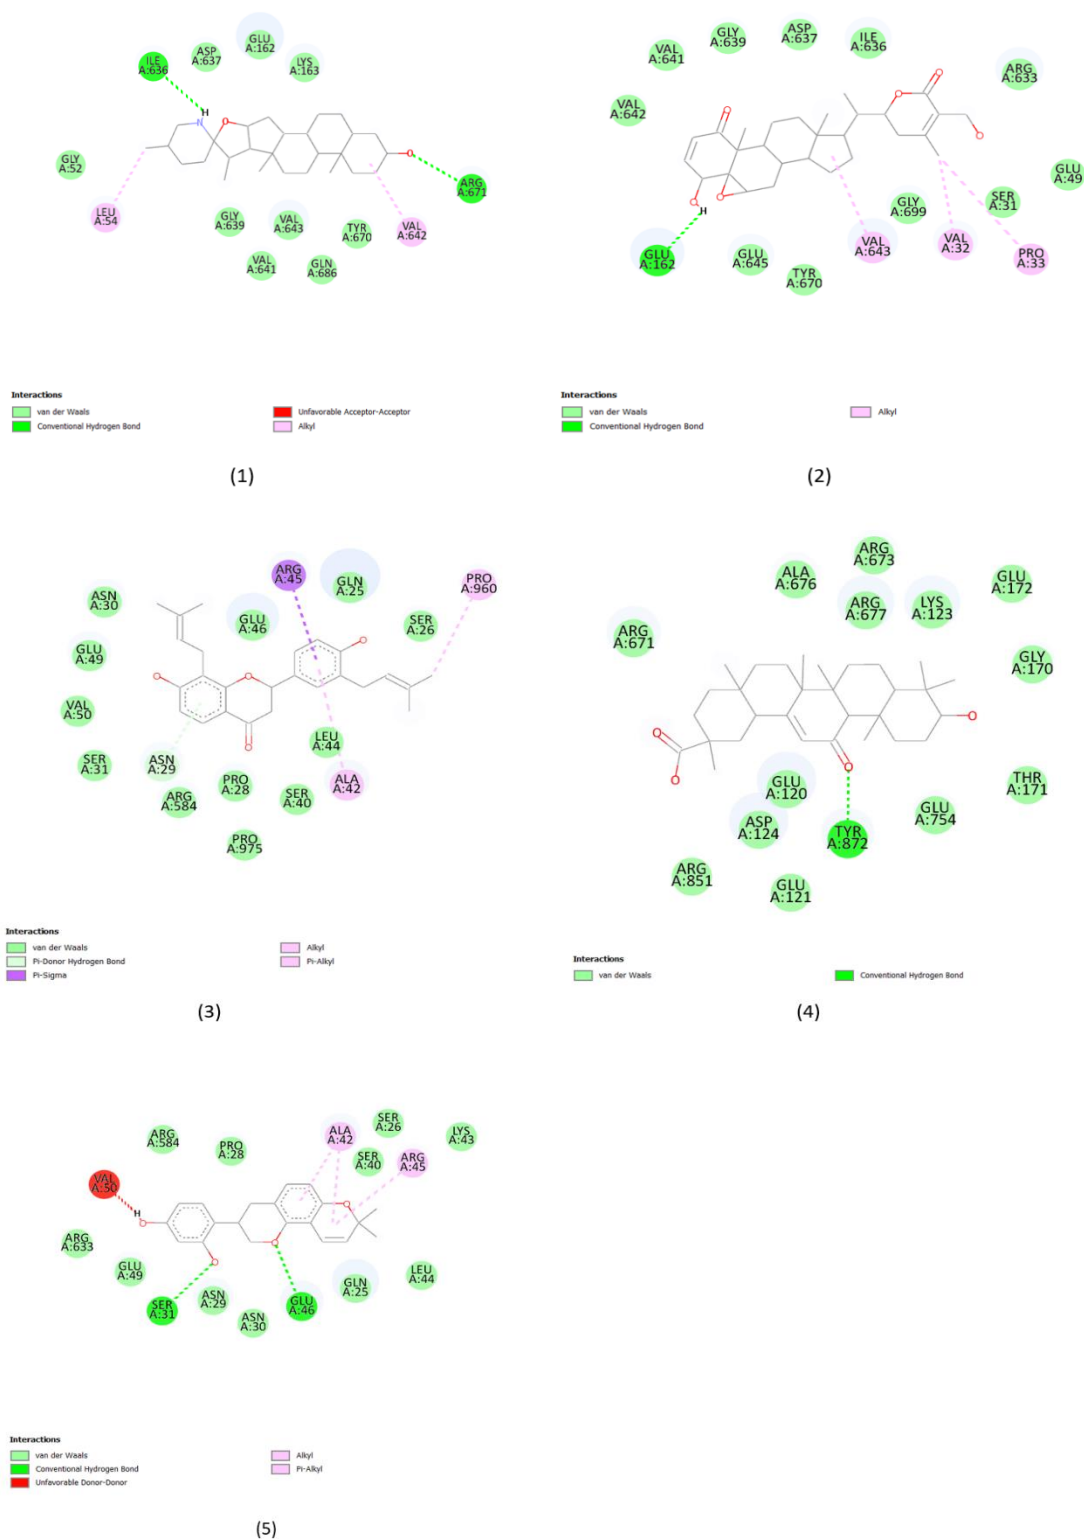 GLU
A:162
ASP
A:637
ILE
A:636
LYS
A:163
H
N
O
GLY
A:52
O
ARG
A:671
LEU
A:54
GLY
A:639
VAL
A:643
TYR
A:670
VAL
A:642
VAL
A:641
GLN
A:686
Interactions
van der Waals
Conventional Hydrogen Bond
Unfavorable Acceptor-Acceptor
Alkyl
(1)
GLY
A:639
ASP
A:637
ILE
A:636
VAL
A:641
ARG
A:633
VAL
A:642
O
O
O
O
GLU
A:49
SER
A:31
O
O
H
GLY
A:699
GLU
A:162
GLU
A:645
VAL
A:643
VAL
A:32
PRO
A:33
TYR
A:670
Interactions
van der Waals
Conventional Hydrogen Bond
Alkyl
(2)
ARG
A:45
GLN
A:25
PRO
A:960
ASN
A:30
GLU
A:46
SER
A:26
GLU
A:49
O
O
O
VAL
A:50
O
LEU
A:44
SER
A:31
ASN
A:29
ARG
A:584
PRO
A:28
SER
A:40
ALA
A:42
PRO
A:975
Interactions
van der Waals
Pi-Donor Hydrogen Bond
Pi-Sigma
Alkyl
Pi-Alkyl
(3)
ARG
A:673
ALA
A:676
ARG
A:677
LYS
A:123
GLU
A:172
ARG
A:671
GLY
A:170
O
O
O
O
GLU
A:120
THR
A:171
ASP
A:124
TYR
A:872
GLU
A:754
ARG
A:851
GLU
A:121
Interactions
van der Waals
Conventional Hydrogen Bond
(4)
ARG
A:584
PRO
A:28
ALA
A:42
SER
A:26
LYS
A:43
SER
A:40
ARG
A:45
VAL
A:50
H
O
O
O
O
ARG
A:633
GLU
A:49
SER
A:31
ASN
A:29
ASN
A:30
GLU
A:46
GLN
A:25
LEU
A:44
Interactions
van der Waals
Conventional Hydrogen Bond
Unfavorable Donor-Donor
Alkyl
Pi-Alkyl
(5)